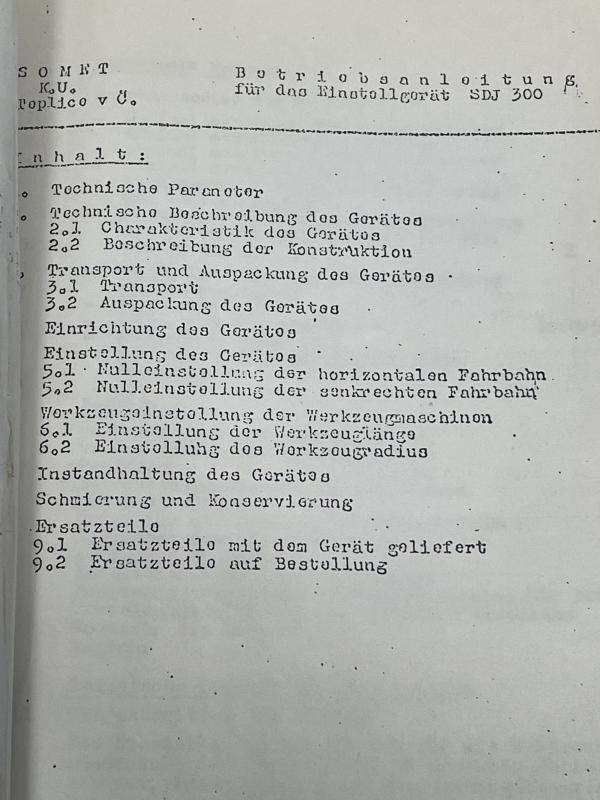 S O M E T
B e t r i e b s a n l e i t u n g
K.U.
für das Einstellgerät SDJ 300
Teplice v Č.
I n h a l t :
. Technische Parameter
. Technische Beschreibung des Gerätes
2.1 Charakteristik des Gerätes
2.2 Beschreibung der Konstruktion
Transport und Auspackung des Gerätes
3.1 Transport
3.2 Auspackung des Gerätes
Einrichtung des Gerätes
Einstellung des Gerätes
5.1 Nulleinstellung der horizontalen Fahrbahn
5.2 Nulleinstellung der senkrechten Fahrbahn
Werkzeugeinstellung der Werkzeugmaschinen
6.1 Einstellung der Werkzeuglänge
6.2 Einstelluhg des Werkzeugradius
Instandhaltung des Gerätes
Schmierung und Konservierung
Ersatzteile
9.1 Ersatzteile mit dem Gerät geliefert
9.2 Ersatzteile auf Bestellung